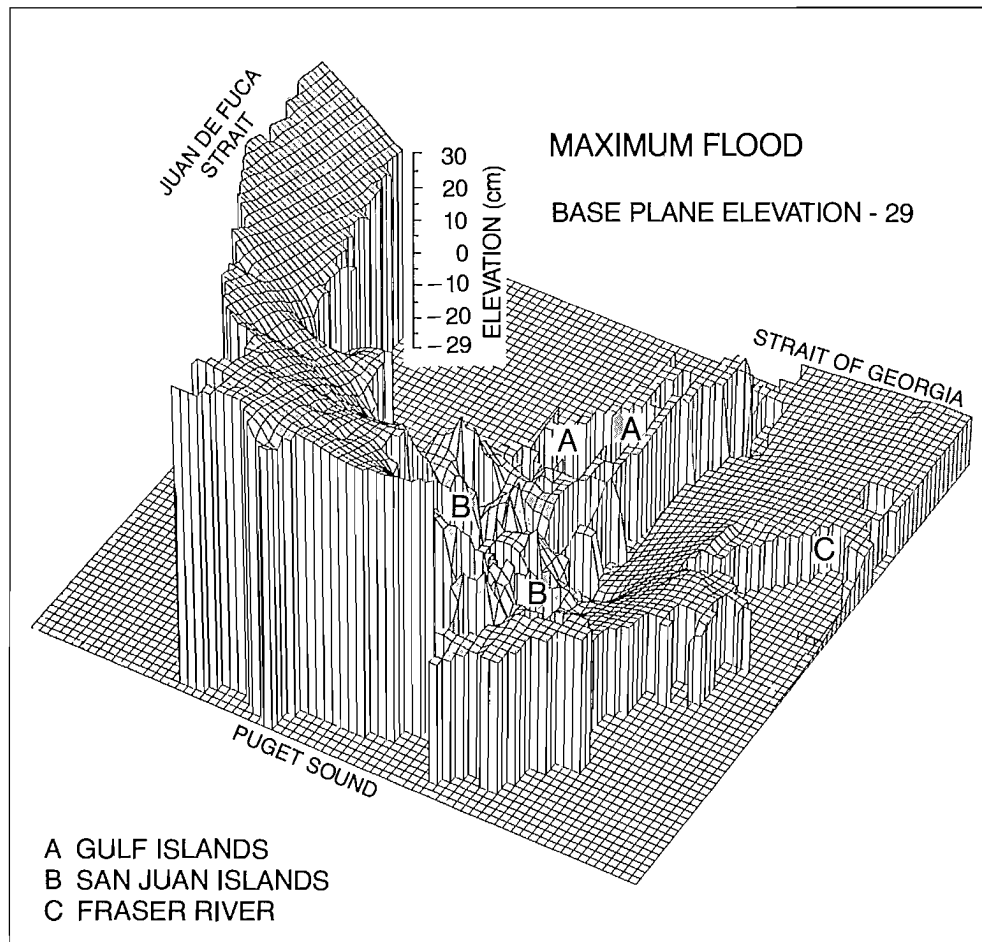 JUAN DE FUCA
STRAIT
MAXIMUM FLOOD
BASE PLANE ELEVATION - 29
30
20
10
0
-10
-20
-29
ELEVATION (cm)
STRAIT OF GEORGIA
A
A
B
B
C
PUGET SOUND
A GULF ISLANDS
B SAN JUAN ISLANDS
C FRASER RIVER